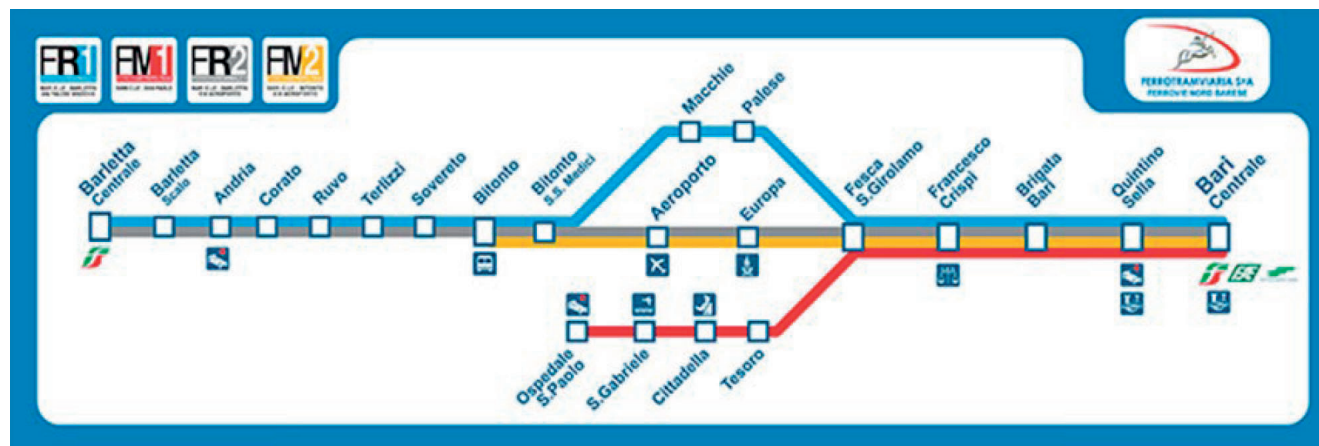 FR1
FM1
FR2
FM2
FERROTRAMVIARIA SPA
FERROVIE NORD BARESE
Macchie
Palese
Barletta
Centrale
Barletta
Scalo
Andria
Corato
Ruvo
Terlizzi
Sovereto
Bitonto
Bitonto
S.S. Medici
Aeroporto
Europa
Fesca
S.Girolamo
Francesco
Crispi
Brigata
Bari
Quintino
Sella
Bari
Centrale
Ospedale
S.Paolo
S.Gabriele
Cittadella
Tesoro